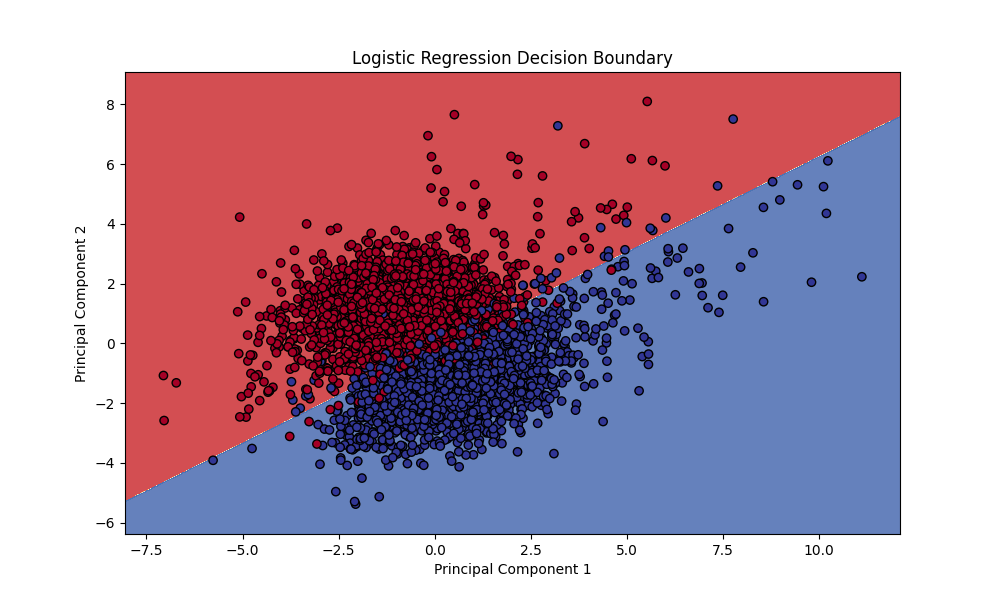 Logistic Regression Decision Boundary
8
6
4
2
0
−2
−4
−6
Principal Component 2
−7.5 −5.0 −2.5 0.0 2.5 5.0 7.5 10.0
Principal Component 1